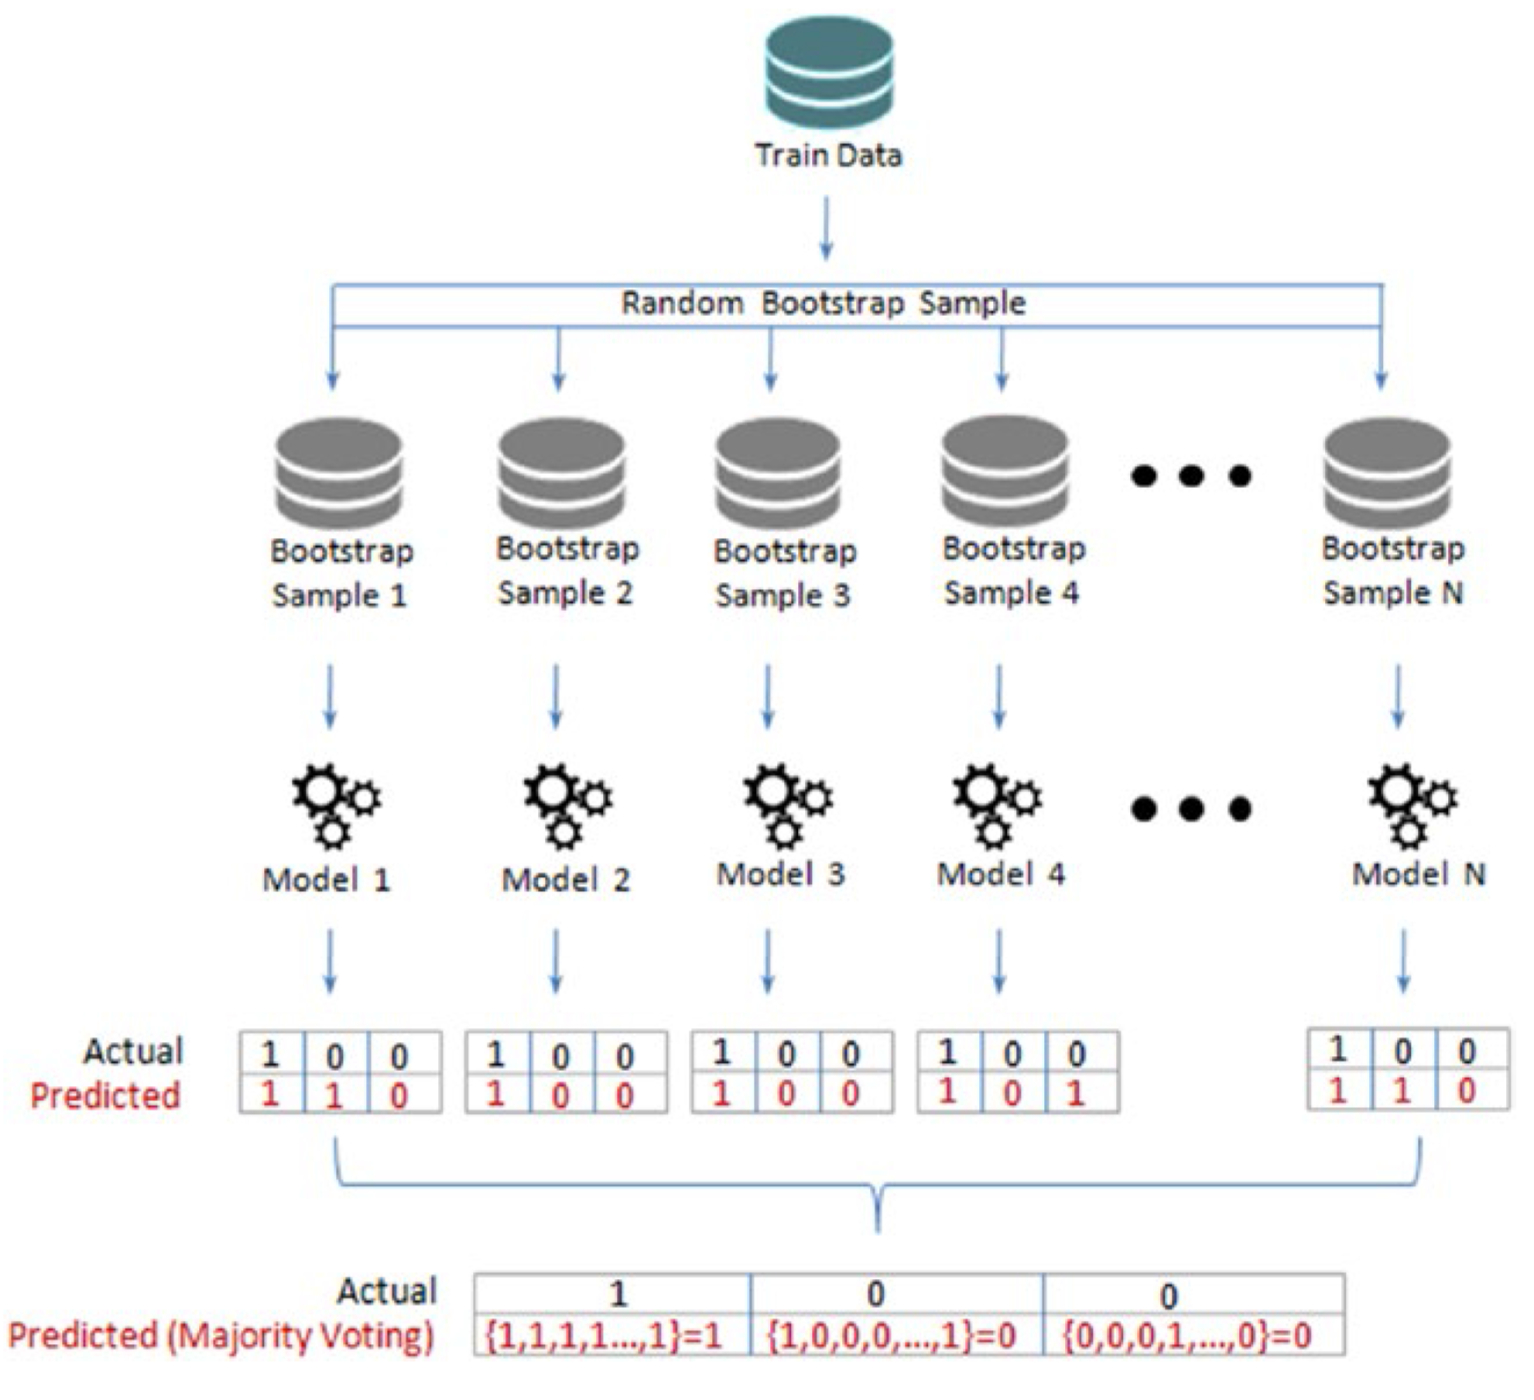 Train Data
Random Bootstrap Sample
Bootstrap Sample 1
Bootstrap Sample 2
Bootstrap Sample 3
Bootstrap Sample 4
Bootstrap Sample N
Model 1
Model 2
Model 3
Model 4
Model N
Actual
1 0 0
1 0 0
1 0 0
1 0 0
1 0 0
Predicted
1 1 0
1 0 0
1 0 0
1 0 1
1 1 0
Actual 1 0 0
Predicted (Majority Voting) {1,1,1,1...,1}=1 {1,0,0,0,...,1}=0 {0,0,0,1,...,0}=0